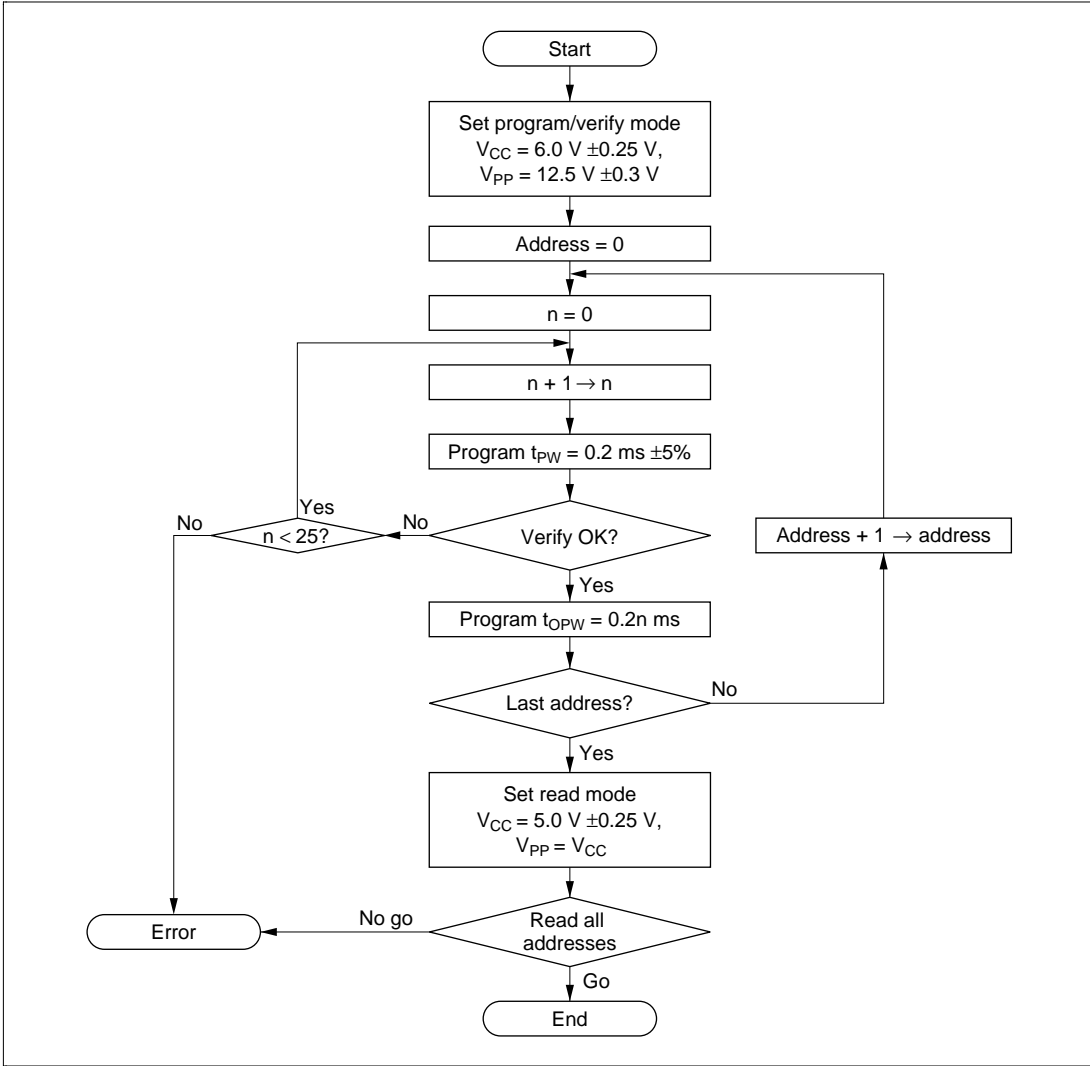 Start
Set program/verify mode
VCC = 6.0 V ±0.25 V,
VPP = 12.5 V ±0.3 V
Address = 0
n = 0
n + 1 → n
Program tPW = 0.2 ms ±5%
No
Yes
n < 25?
No
Verify OK?
Address + 1 → address
Yes
Program tOPW = 0.2n ms
Last address?
No
Yes
Set read mode
VCC = 5.0 V ±0.25 V,
VPP = VCC
Error
No go
Read all
addresses
Go
End